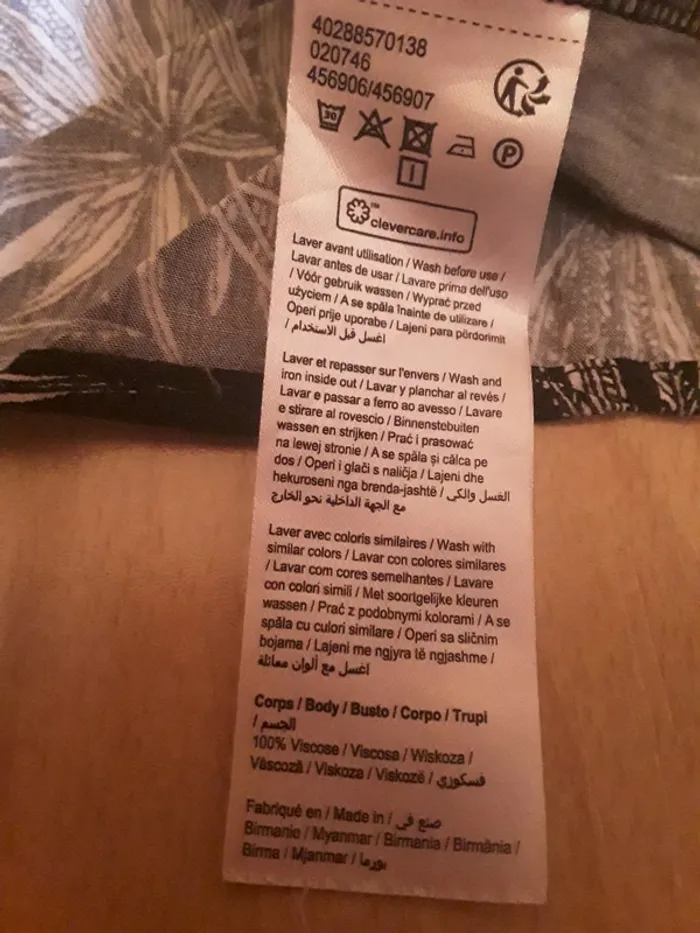 40288570138
020746
456906/456907
30
P
clevercare.info
TM
Laver avant utilisation / Wash before use /
Lavar antes de usar / Lavare prima dell'uso
/ Vóór gebruik wassen / Wyprać przed
użyciem / A se spăla înainte de utilizare /
Operi prije uporabe / Lajeni para përdorimit
/ اغسل قبل الاستخدام
Laver et repasser sur l'envers / Wash and
iron inside out / Lavar y planchar al revés /
Lavar e passar a ferro ao avesso / Lavare
e stirare al rovescio / Binnenstebuiten
wassen en strijken / Prać i prasować
na lewej stronie / A se spăla și călca pe
dos / Operi i glači s naličja / Lajeni dhe
hekuroseni nga brenda-jashtë / الغسل والكي
مع الجهة الداخلية نحو الخارج
Laver avec coloris similaires / Wash with
similar colors / Lavar con colores similares
/ Lavar com cores semelhantes / Lavare
con colori simili / Met soortgelijke kleuren
wassen / Prać z podobnymi kolorami / A se
spăla cu culori similare / Operi sa sličnim
bojama / Lajeni me ngjyra të ngjashme /
اغسل مع ألوان مماثلة
Corps / Body / Busto / Corpo / Trupi
/ الجسم
100% Viscose / Viscosa / Wiskoza /
Vâscoză / Viskoza / Viskozë / فسكوزي
Fabriqué en / Made in / صنع في
Birmanie / Myanmar / Birmania / Birmânia /
Birma / Mjanmar / بورما